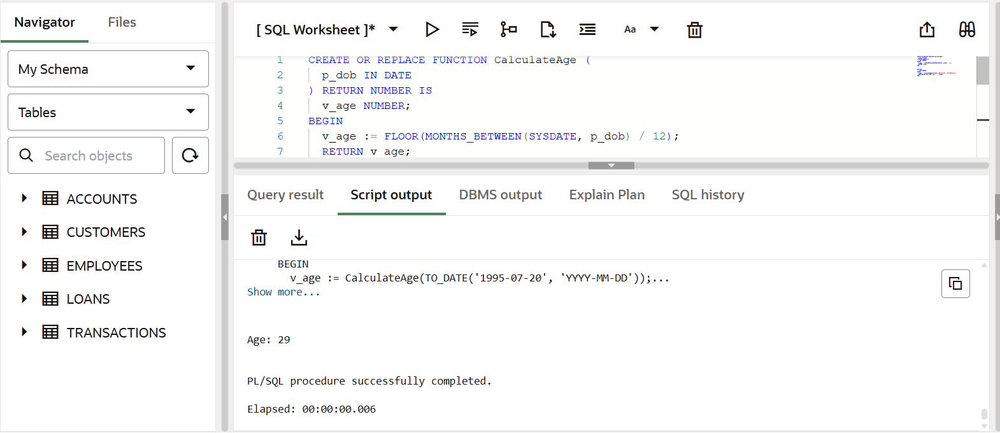 Navigator Files
My Schema
Tables
Search objects
ACCOUNTS
CUSTOMERS
EMPLOYEES
LOANS
TRANSACTIONS
[ SQL Worksheet ]* Aa
1 CREATE OR REPLACE FUNCTION CalculateAge (
2 p_dob IN DATE
3 ) RETURN NUMBER IS
4 v_age NUMBER;
5 BEGIN
6 v_age := FLOOR(MONTHS_BETWEEN(SYSDATE, p_dob) / 12);
7 RETURN v age;
Query result Script output DBMS output Explain Plan SQL history
BEGIN
v_age := CalculateAge(TO_DATE('1995-07-20', 'YYYY-MM-DD'));...
Show more...
Age: 29
PL/SQL procedure successfully completed.
Elapsed: 00:00:00.006